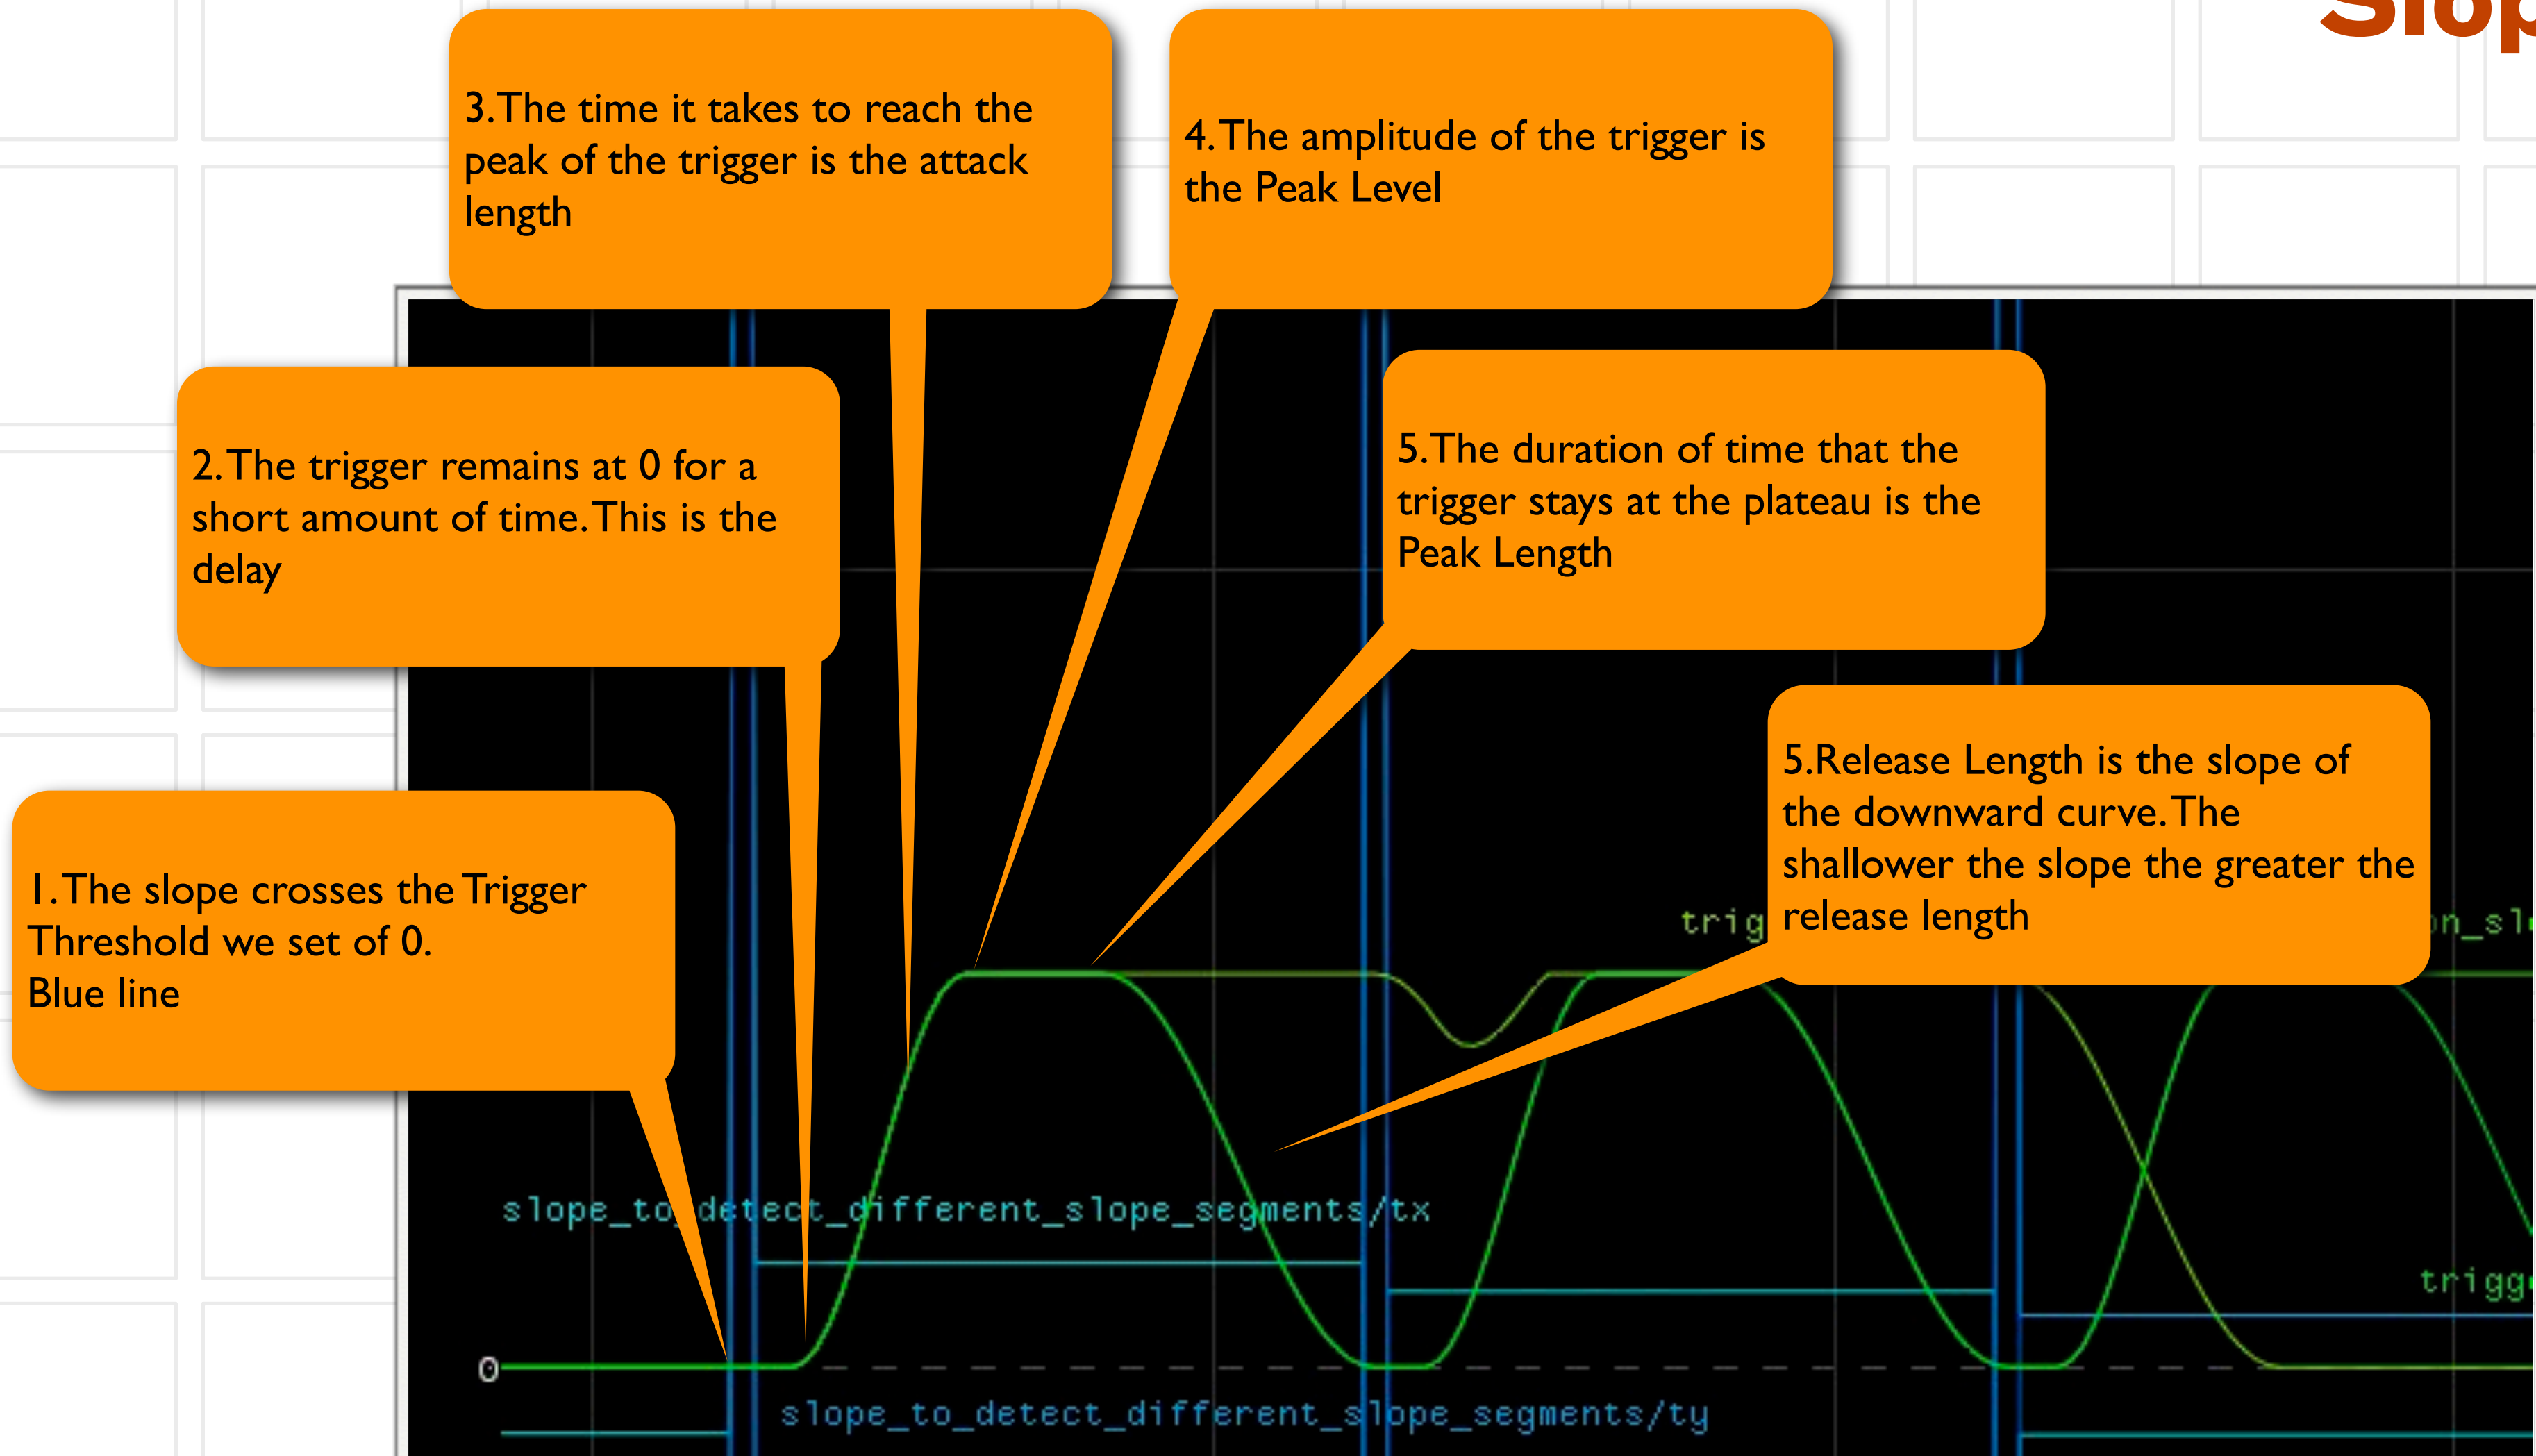 Slop
3.The time it takes to reach the
peak of the trigger is the attack
length
4.The amplitude of the trigger is
the Peak Level
2.The trigger remains at 0 for a
short amount of time.This is the
delay
5.The duration of time that the
trigger stays at the plateau is the
Peak Length
1.The slope crosses the Trigger
Threshold we set of 0.
Blue line
5.Release Length is the slope of
the downward curve.The
shallower the slope the greater the
release length
trig
n_sl
slope_to_detect_different_slope_segments/tx
trigg
0
slope_to_detect_different_slope_segments/ty